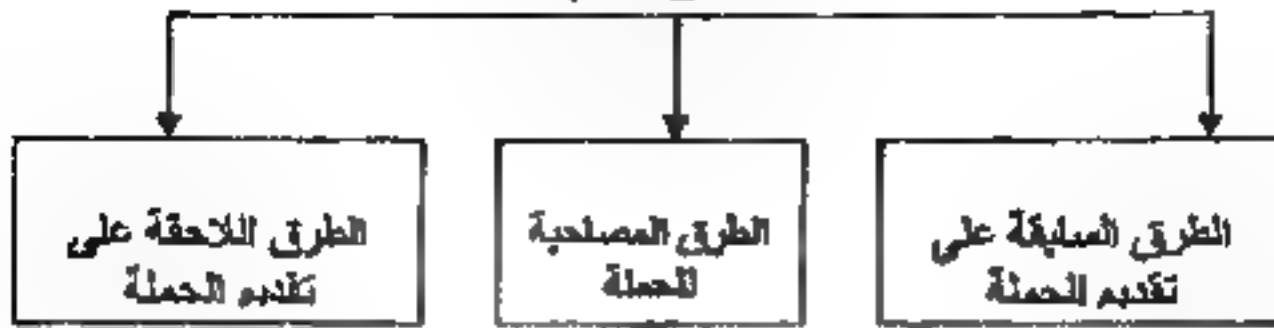 الطرق السابقة على
تقديم الحملة
الطرق المصاحبة
للحملة
الطرق اللاحقة على
تقديم الحملة